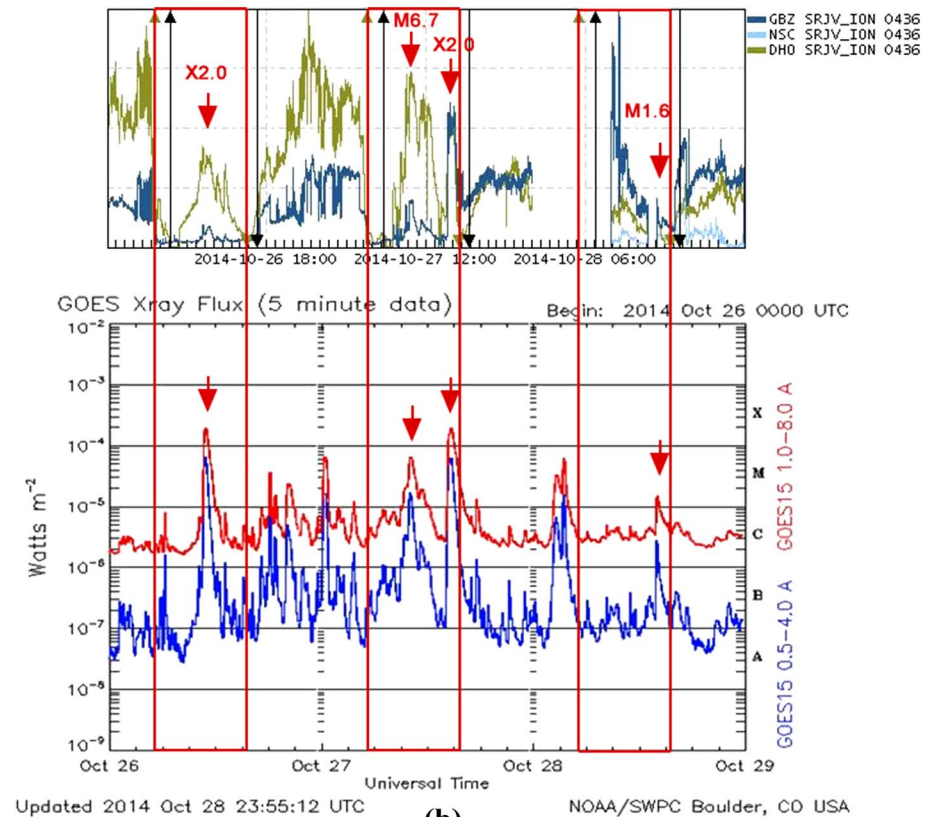 M6.7
X2.0
X2.0
M1.6
GBZ SRJV_ION 0436
NSC SRJV_ION 0436
DHO SRJV_ION 0436
2014-10-26 18:00 2014-10-27 12:00 2014-10-28 06:00
GOES Xray Flux (5 minute data) Begin: 2014 Oct 26 0000 UTC
10⁻²
10⁻³
10⁻⁴
10⁻⁵
10⁻⁶
10⁻⁷
10⁻⁸
10⁻⁹
Watts m⁻²
X
M
C
B
A
GOES15 1.0-8.0 A
GOES15 0.5-4.0 A
Oct 26 Oct 27 Oct 28 Oct 29
Universal Time
Updated 2014 Oct 28 23:55:12 UTC NOAA/SWPC Boulder, CO USA